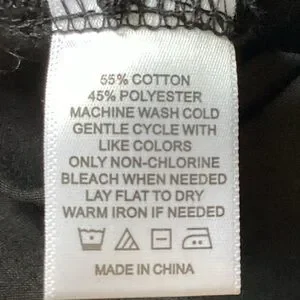 55% COTTON
45% POLYESTER
MACHINE WASH COLD
GENTLE CYCLE WITH
LIKE COLORS
ONLY NON-CHLORINE
BLEACH WHEN NEEDED
LAY FLAT TO DRY
WARM IRON IF NEEDED
MADE IN CHINA